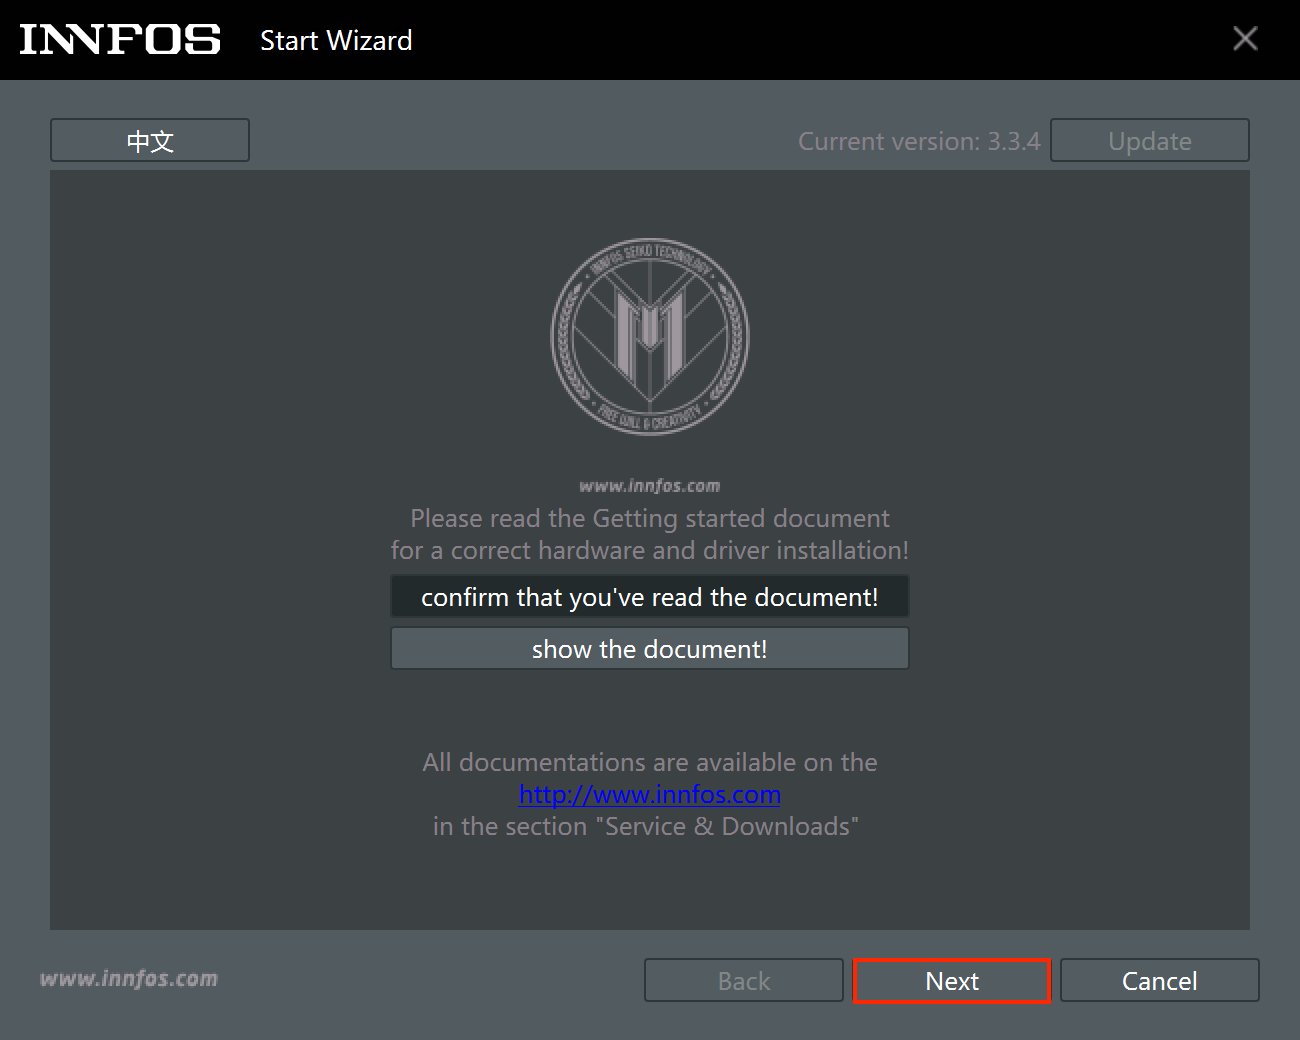 INNFOS
Start Wizard
中文
Current version: 3.3.4
Update
INNFOS SEIKO TECHNOLOGY
FREE WILL & CREATIVITY
www.innfos.com
Please read the Getting started document
for a correct hardware and driver installation!
confirm that you've read the document!
show the document!
All documentations are available on the
http://www.innfos.com
in the section "Service & Downloads"
www.innfos.com
Back
Next
Cancel